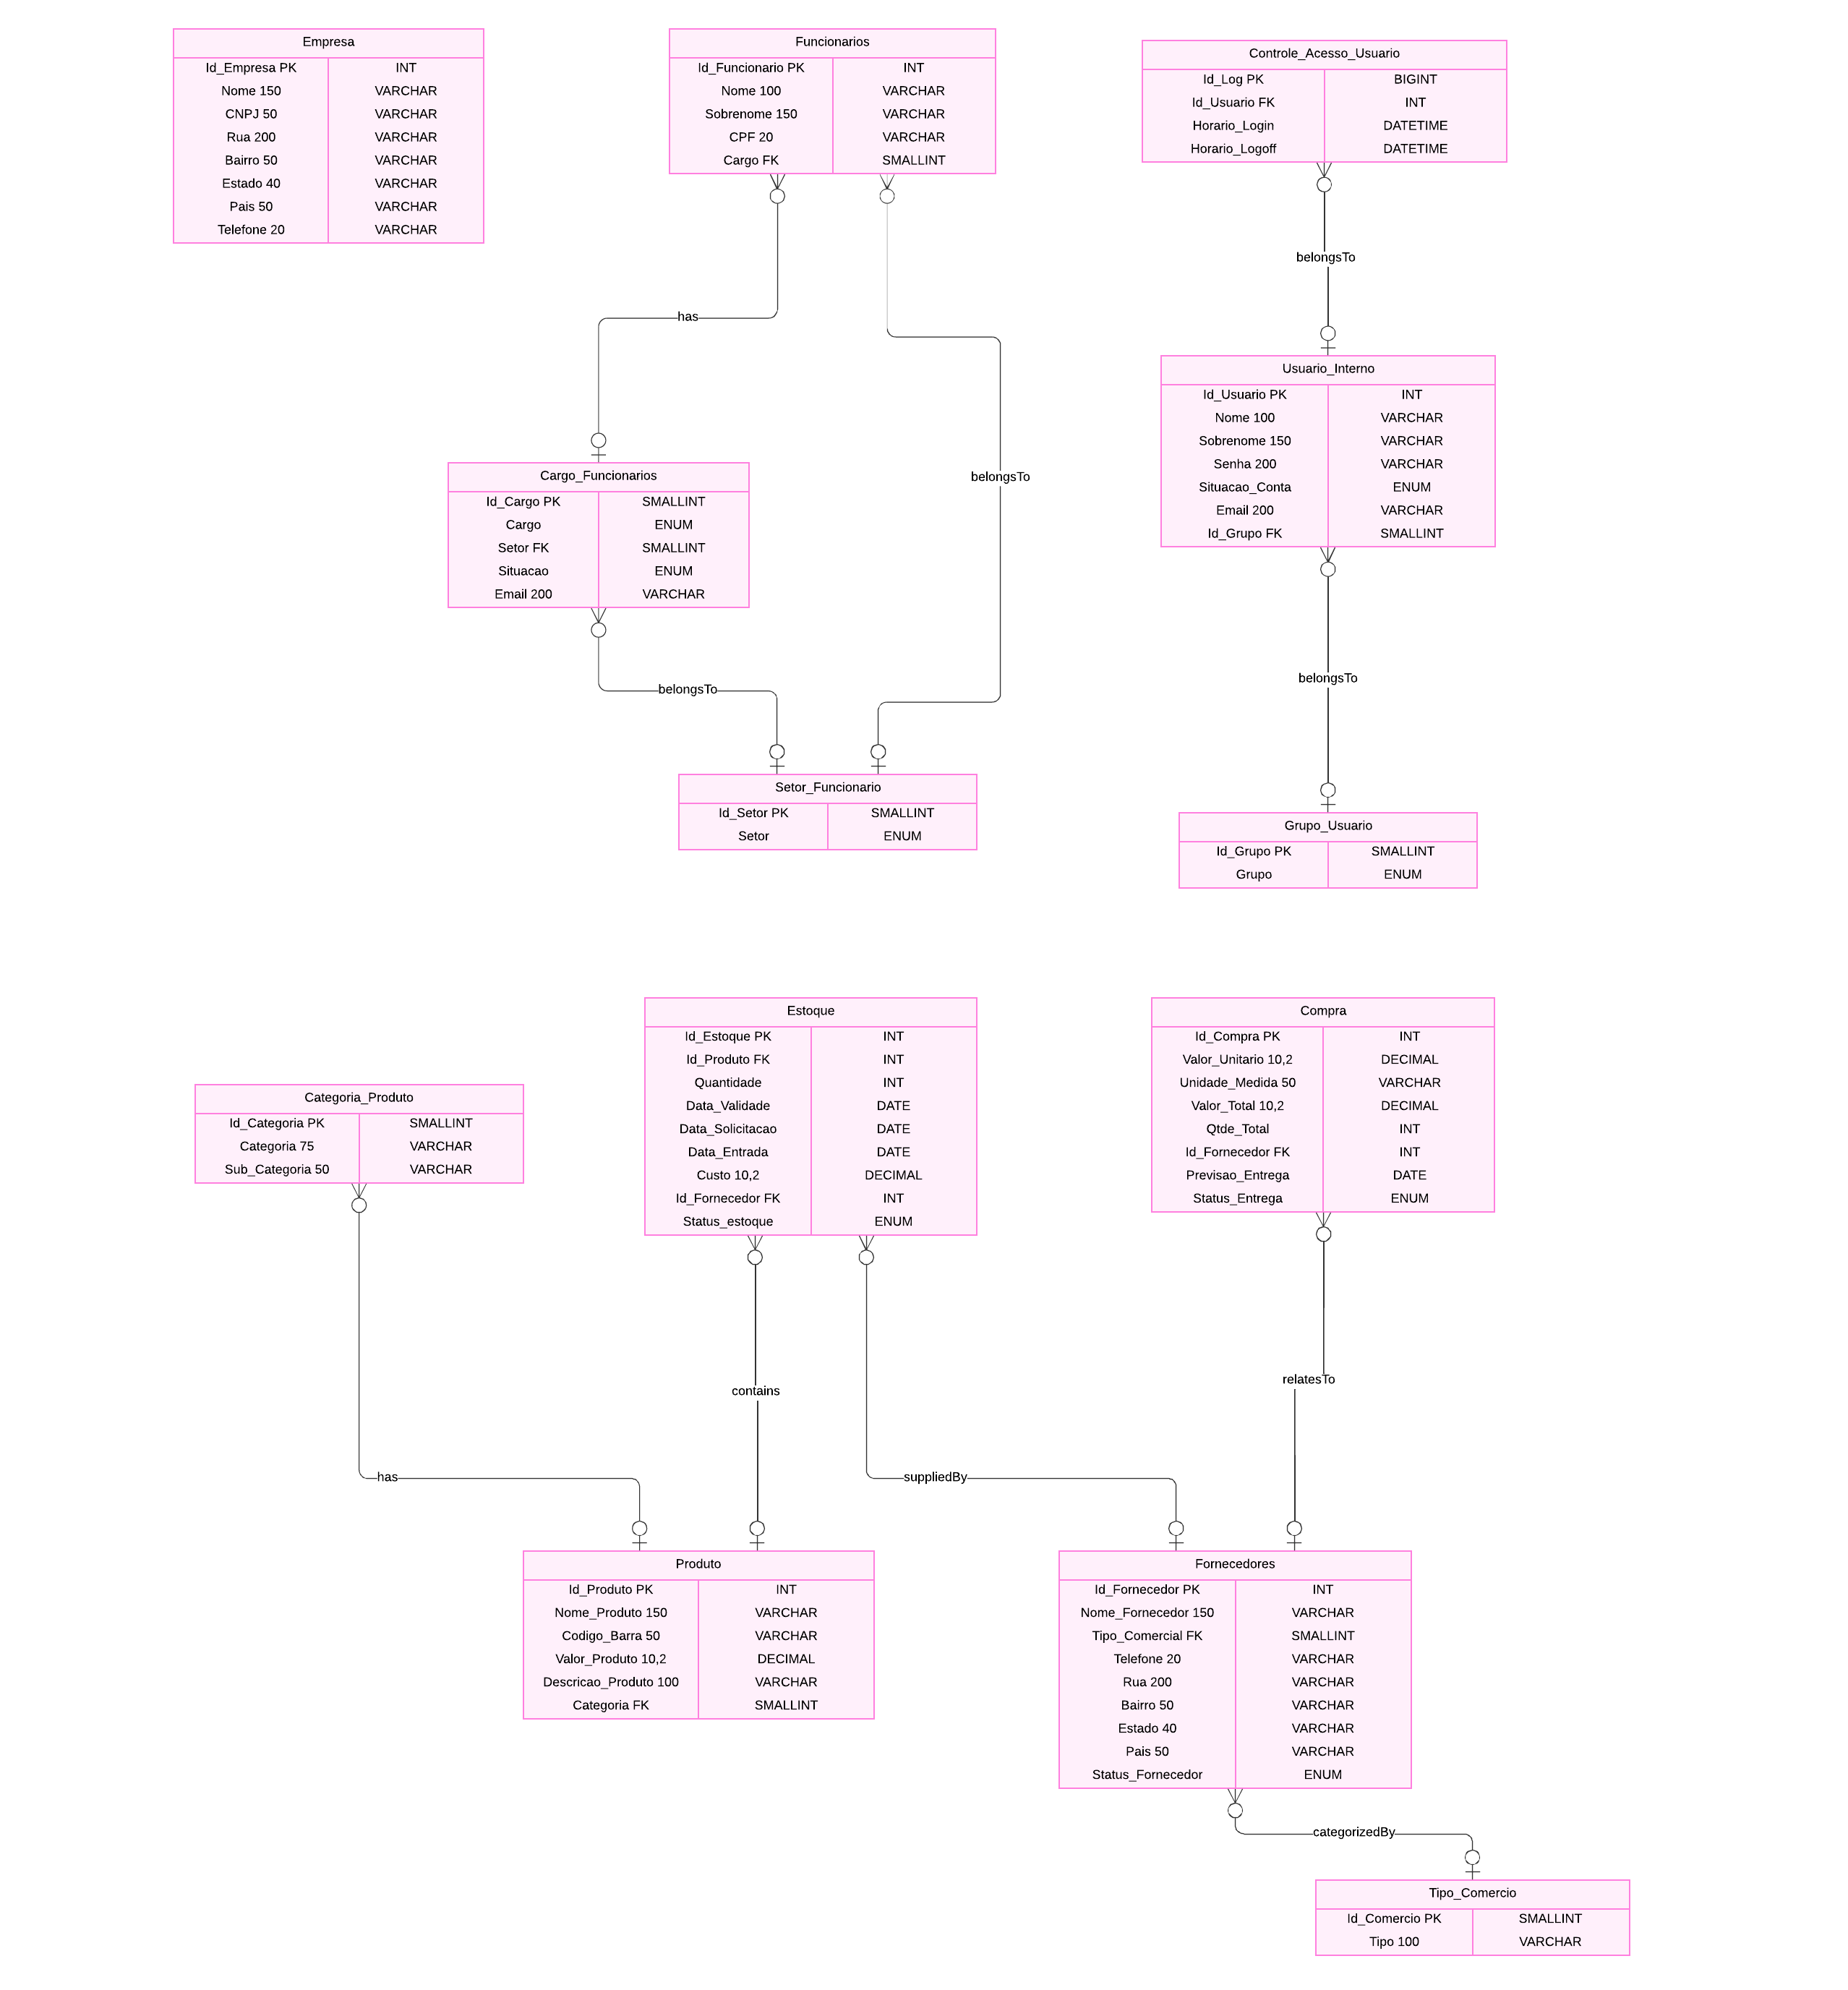 Empresa
Id_Empresa PK INT
Nome 150 VARCHAR
CNPJ 50 VARCHAR
Rua 200 VARCHAR
Bairro 50 VARCHAR
Estado 40 VARCHAR
Pais 50 VARCHAR
Telefone 20 VARCHAR
Funcionarios
Id_Funcionario PK INT
Nome 100 VARCHAR
Sobrenome 150 VARCHAR
CPF 20 VARCHAR
Cargo FK SMALLINT
Controle_Acesso_Usuario
Id_Log PK BIGINT
Id_Usuario FK INT
Horario_Login DATETIME
Horario_Logoff DATETIME
belongsTo
has
Usuario_Interno
Id_Usuario PK INT
Nome 100 VARCHAR
Sobrenome 150 VARCHAR
Senha 200 VARCHAR
Situacao_Conta ENUM
Email 200 VARCHAR
Id_Grupo FK SMALLINT
Cargo_Funcionarios
Id_Cargo PK SMALLINT
Cargo ENUM
Setor FK SMALLINT
Situacao ENUM
Email 200 VARCHAR
belongsTo
belongsTo
belongsTo
Setor_Funcionario
Id_Setor PK SMALLINT
Setor ENUM
Grupo_Usuario
Id_Grupo PK SMALLINT
Grupo ENUM
Estoque
Id_Estoque PK INT
Id_Produto FK INT
Quantidade INT
Data_Validade DATE
Data_Solicitacao DATE
Data_Entrada DATE
Custo 10,2 DECIMAL
Id_Fornecedor FK INT
Status_estoque ENUM
Compra
Id_Compra PK INT
Valor_Unitario 10,2 DECIMAL
Unidade_Medida 50 VARCHAR
Valor_Total 10,2 DECIMAL
Qtde_Total INT
Id_Fornecedor FK INT
Previsao_Entrega DATE
Status_Entrega ENUM
Categoria_Produto
Id_Categoria PK SMALLINT
Categoria 75 VARCHAR
Sub_Categoria 50 VARCHAR
relatesTo
contains
has
suppliedBy
Produto
Id_Produto PK INT
Nome_Produto 150 VARCHAR
Codigo_Barra 50 VARCHAR
Valor_Produto 10,2 DECIMAL
Descricao_Produto 100 VARCHAR
Categoria FK SMALLINT
Fornecedores
Id_Fornecedor PK INT
Nome_Fornecedor 150 VARCHAR
Tipo_Comercial FK SMALLINT
Telefone 20 VARCHAR
Rua 200 VARCHAR
Bairro 50 VARCHAR
Estado 40 VARCHAR
Pais 50 VARCHAR
Status_Fornecedor ENUM
categorizedBy
Tipo_Comercio
Id_Comercio PK SMALLINT
Tipo 100 VARCHAR